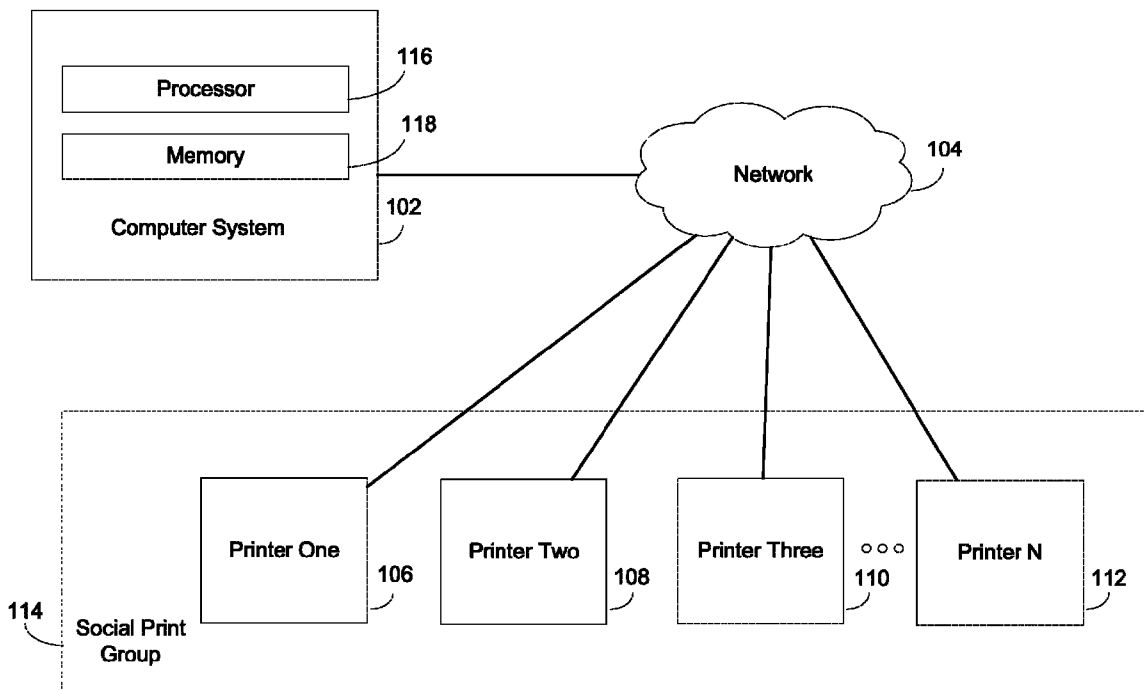 116
Processor
118
Memory
104
Network
102
Computer System
Printer One
Printer Two
Printer Three
Printer N
106
108
110
112
114
Social Print
Group